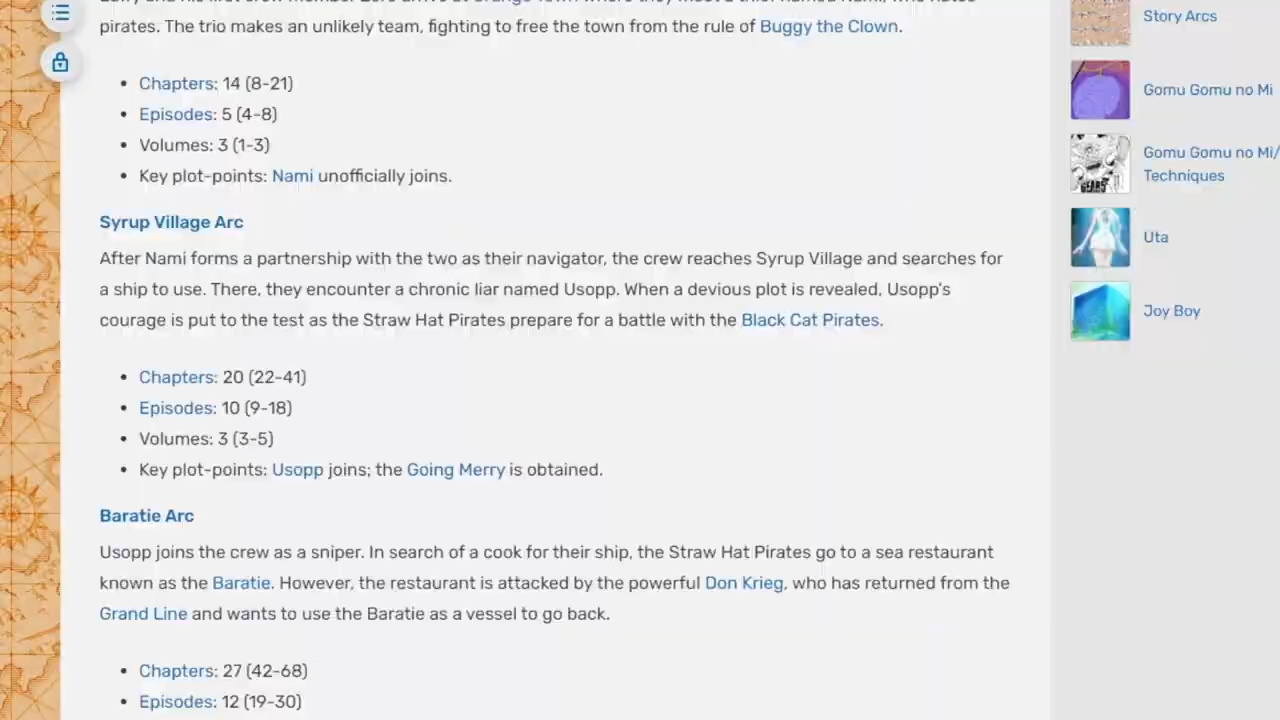 pirates. The trio makes an unlikely team, fighting to free the town from the rule of Buggy the Clown.
Chapters: 14 (8-21)
Episodes: 5 (4-8)
Volumes: 3 (1-3)
Key plot-points: Nami unofficially joins.
Syrup Village Arc
After Nami forms a partnership with the two as their navigator, the crew reaches Syrup Village and searches for
a ship to use. There, they encounter a chronic liar named Usopp. When a devious plot is revealed, Usopp's
courage is put to the test as the Straw Hat Pirates prepare for a battle with the Black Cat Pirates.
Chapters: 20 (22-41)
Episodes: 10 (9-18)
Volumes: 3 (3-5)
Key plot-points: Usopp joins; the Going Merry is obtained.
Baratie Arc
Usopp joins the crew as a sniper. In search of a cook for their ship, the Straw Hat Pirates go to a sea restaurant
known as the Baratie. However, the restaurant is attacked by the powerful Don Krieg, who has returned from the
Grand Line and wants to use the Baratie as a vessel to go back.
Chapters: 27 (42-68)
Episodes: 12 (19-30)
Story Arcs
Gomu Gomu no Mi
Gomu Gomu no Mi/
Techniques
Uta
Joy Boy